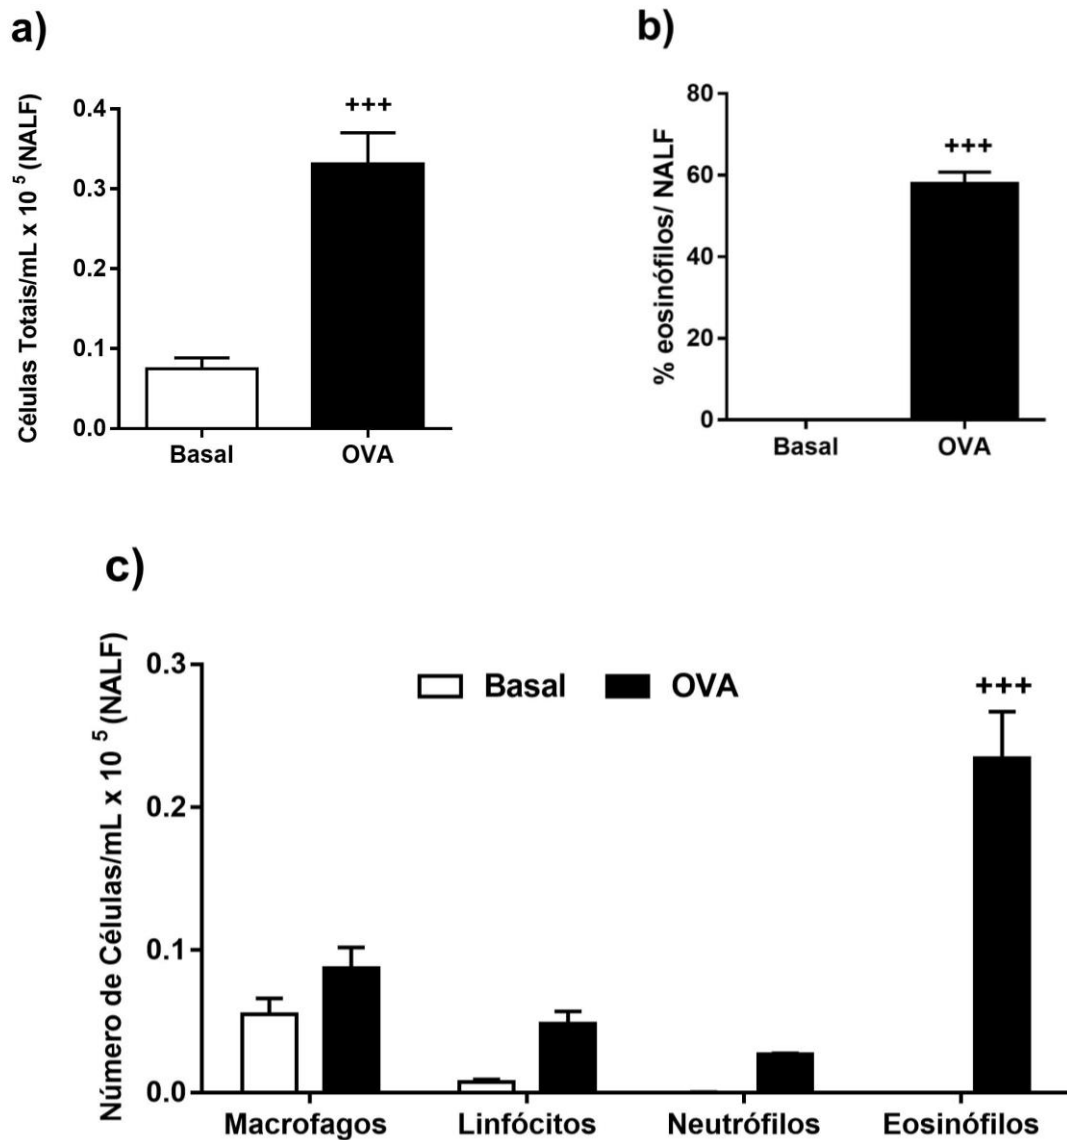 a)
Células Totais/mL x 10 ⁵ (NALF)
0.4
0.3
0.2
0.1
0.0
+++
Basal
OVA
b)
% eosinófilos/ NALF
80
60
40
20
0
+++
Basal
OVA
c)
Número de Células/mL x 10 ⁵ (NALF)
0.3
0.2
0.1
0.0
Basal OVA
+++
Macrofagos Linfócitos Neutrófilos Eosinófilos